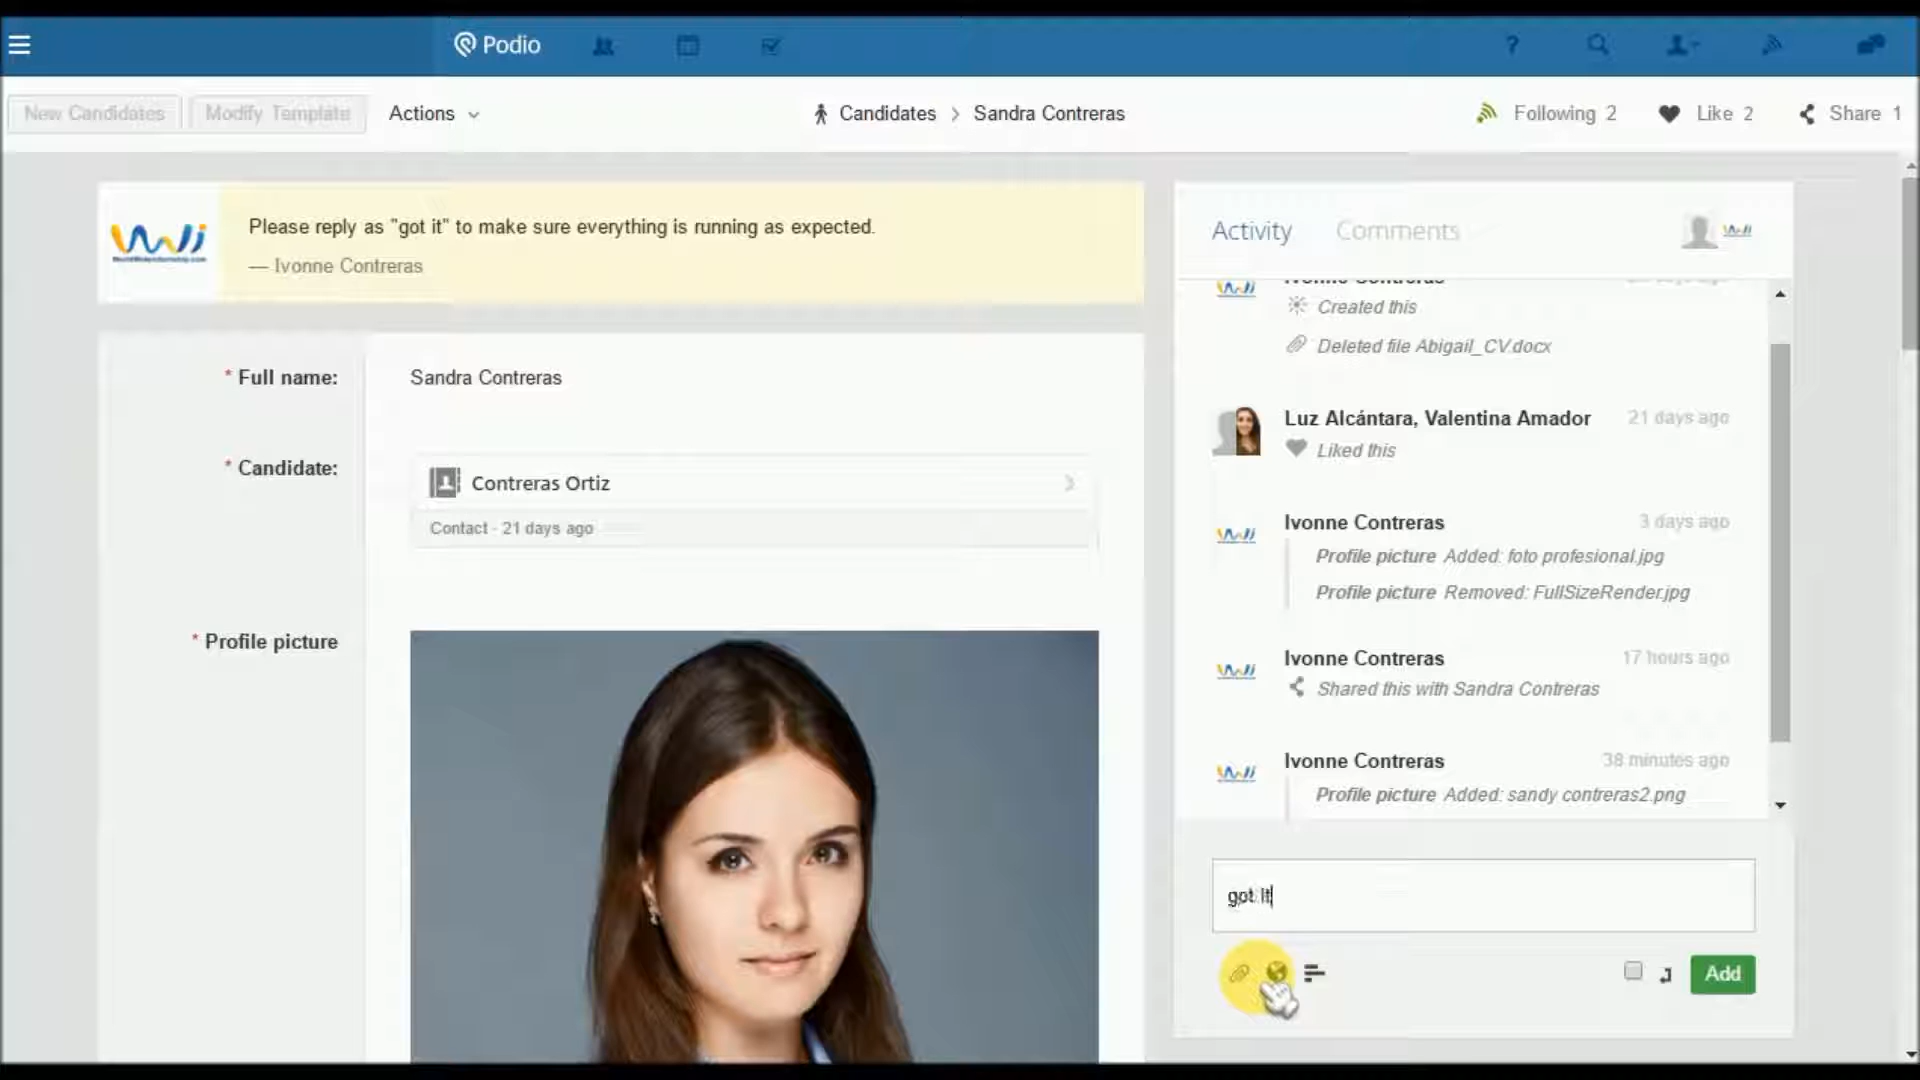 Podio
?
New Candidates
Modify Template
Actions
Candidates > Sandra Contreras
Following 2
Like 2
Share 1
Please reply as "got it" to make sure everything is running as expected.
— Ivonne Contreras
* Full name:
Sandra Contreras
* Candidate:
Contreras Ortiz
Contact - 21 days ago
* Profile picture
Activity
Comments
Ivonne Contreras
Created this
Deleted file Abigail_CV.docx
Luz Alcántara, Valentina Amador
21 days ago
Liked this
Ivonne Contreras
3 days ago
Profile picture Added: foto profesional.jpg
Profile picture Removed: FullSizeRender.jpg
Ivonne Contreras
17 hours ago
Shared this with Sandra Contreras
Ivonne Contreras
38 minutes ago
Profile picture Added: sandy contreras2.png
got it
Add